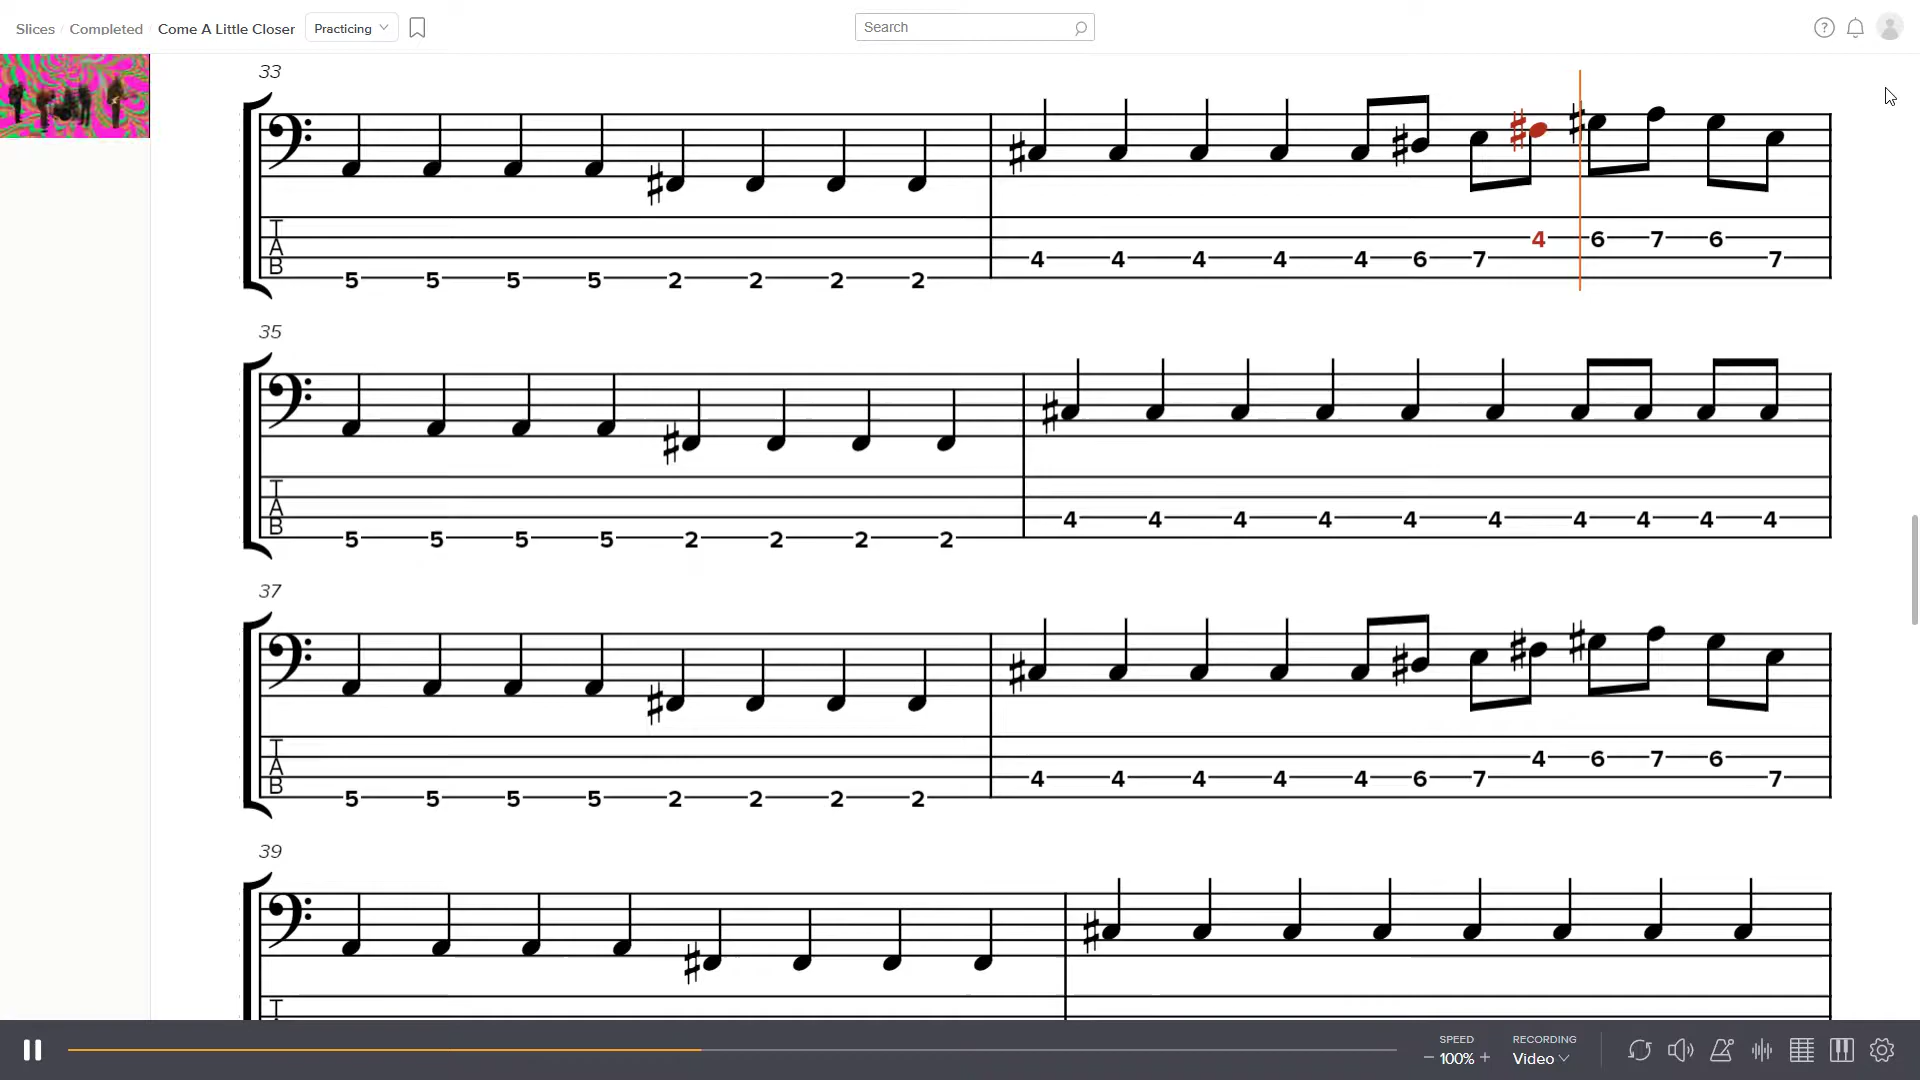 Slices / Completed / Come A Little Closer Practicing Search
33
T A B 5 5 5 5 2 2 2 2 4 4 4 4 4 6 7 4 6 7 6 7
35
T A B 5 5 5 5 2 2 2 2 4 4 4 4 4 4 4 4 4 4
37
T A B 5 5 5 5 2 2 2 2 4 4 4 4 4 6 7 4 6 7 6 7
39
T
SPEED RECORDING
− 100% + Video